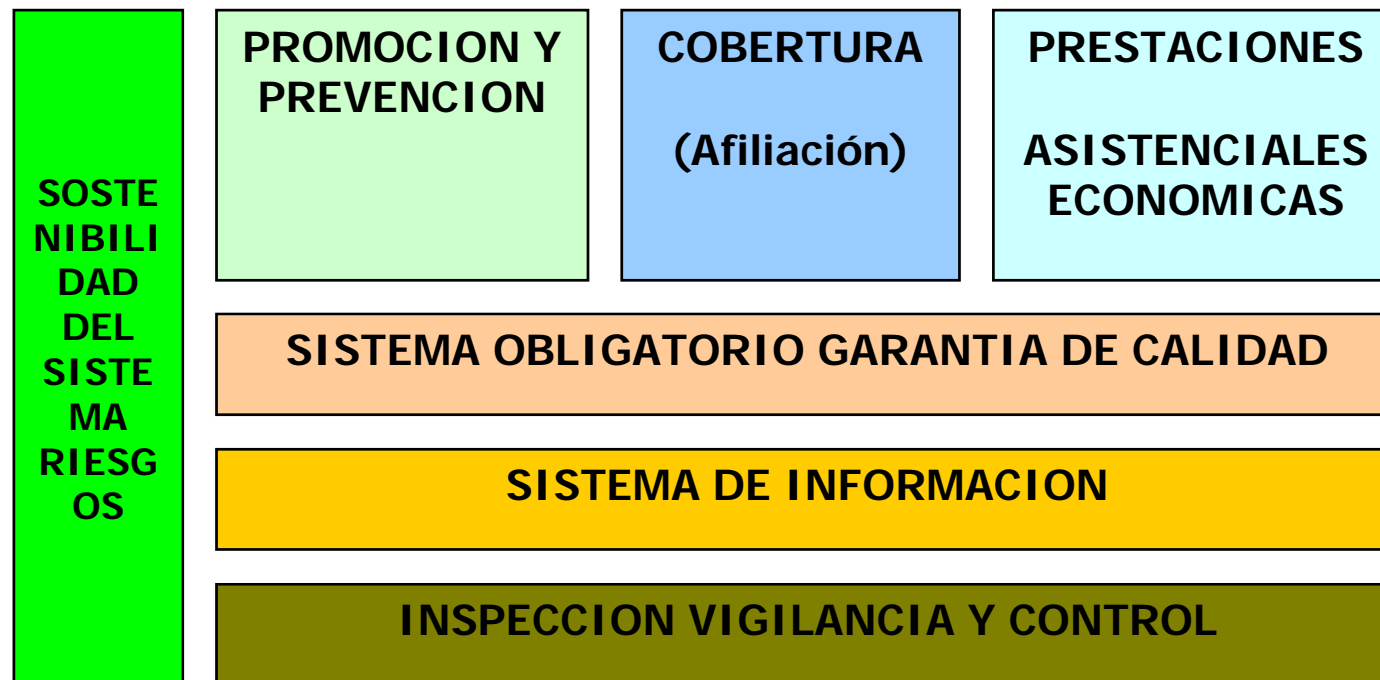 SOSTE
NIBILI
DAD
DEL
SISTE
MA
RIESG
OS
PROMOCION Y
PREVENCION
COBERTURA
(Afiliación)
PRESTACIONES
ASISTENCIALES
ECONOMICAS
SISTEMA OBLIGATORIO GARANTIA DE CALIDAD
SISTEMA DE INFORMACION
INSPECCION VIGILANCIA Y CONTROL